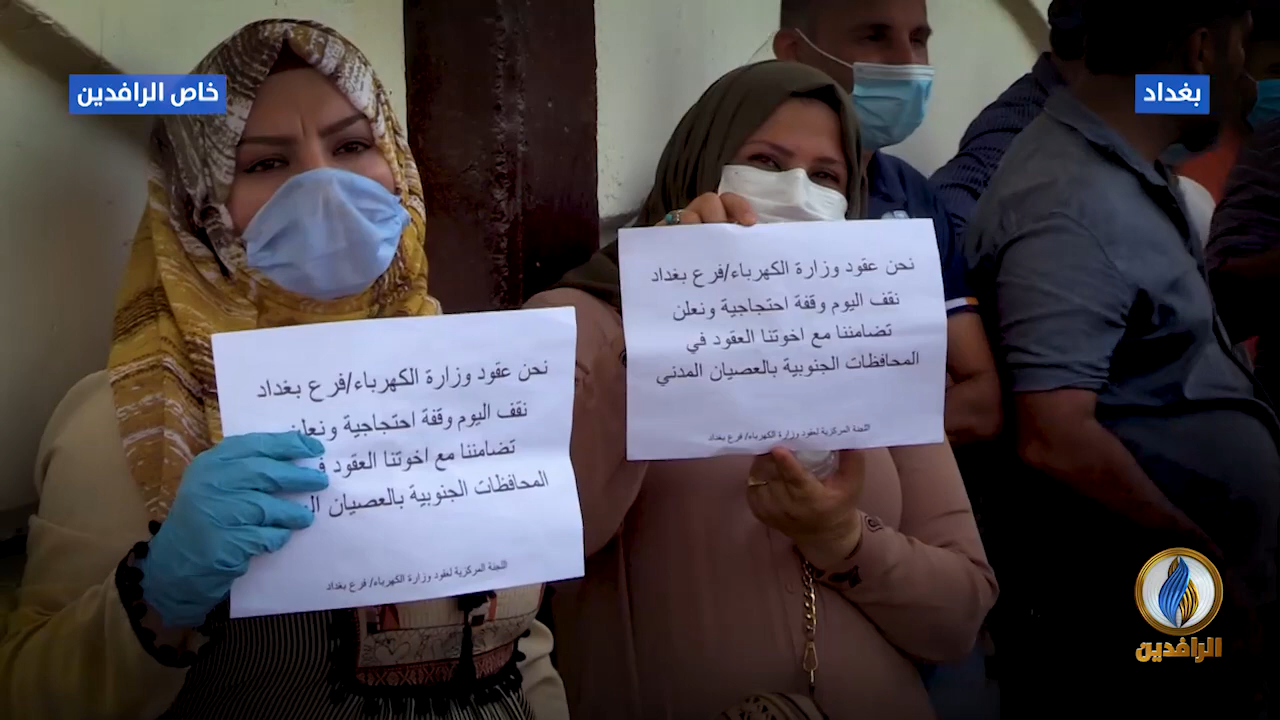 بغداد
خاص الرافدين
نحن عقود وزارة الكهرباء/فرع بغداد
نقف اليوم وقفة احتجاجية ونعلن
تضامننا مع اخوتنا العقود في
المحافظات الجنوبية بالعصيان المدني
اللجنة المركزية لعقود وزارة الكهرباء/ فرع بغداد
نحن عقود وزارة الكهرباء/فرع بغداد
نقف اليوم وقفة احتجاجية ونعلن
تضامننا مع اخوتنا العقود في
المحافظات الجنوبية بالعصيان
اللجنة المركزية لعقود وزارة الكهرباء/ فرع بغداد
الرافدين